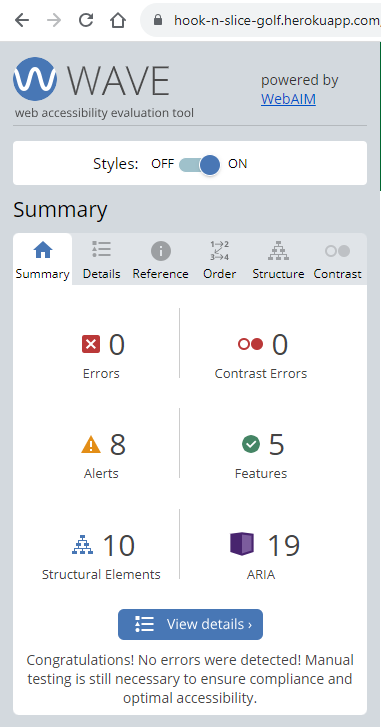 hook-n-slice-golf.herokuapp.com
WAVE
web accessibility evaluation tool
powered by
WebAIM
Styles: OFF ON
Summary
Summary Details Reference Order Structure Contrast
0
Errors
0
Contrast Errors
8
Alerts
5
Features
10
Structural Elements
19
ARIA
View details ›
Congratulations! No errors were detected! Manual
testing is still necessary to ensure compliance and
optimal accessibility.